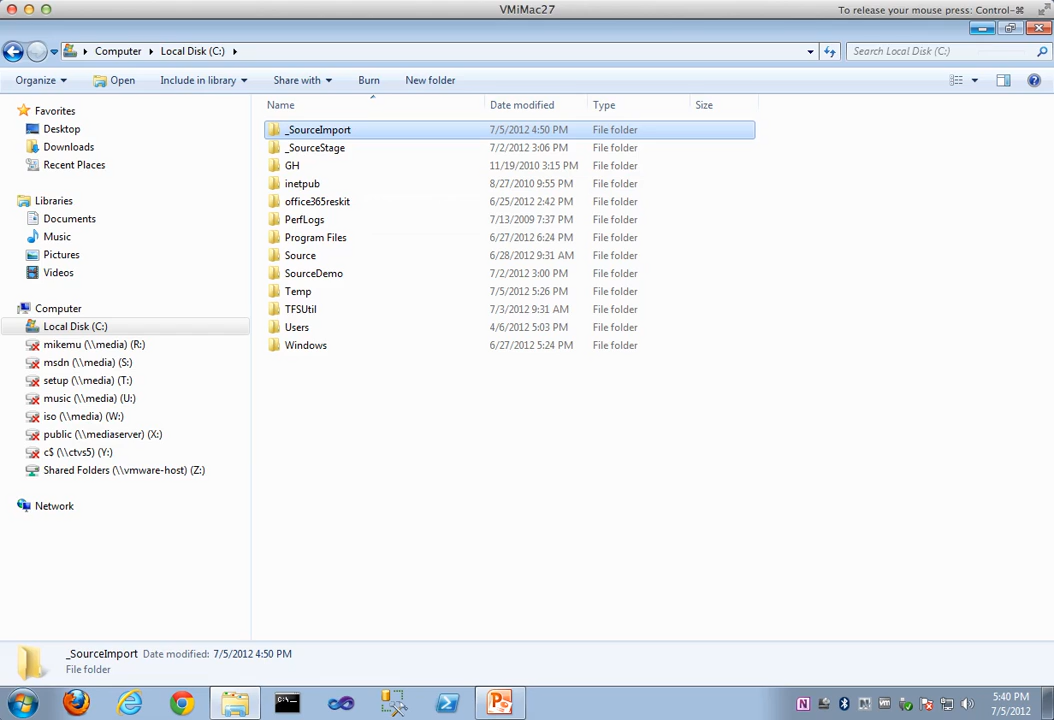 VMiMac27
To release your mouse press: Control-⌘
Computer Local Disk (C:)
Search Local Disk (C:)
Organize Open Include in library Share with Burn New folder
Name Date modified Type Size
Favorites
Desktop
Downloads
Recent Places
Libraries
Documents
Music
Pictures
Videos
Computer
Local Disk (C:)
mikemu (\\media) (R:)
msdn (\\media) (S:)
setup (\\media) (T:)
music (\\media) (U:)
iso (\\media) (W:)
public (\\mediaserver) (X:)
c$ (\\ctvs5) (Y:)
Shared Folders (\\vmware-host) (Z:)
Network
_SourceImport 7/5/2012 4:50 PM File folder
_SourceStage 7/2/2012 3:06 PM File folder
GH 11/19/2010 3:15 PM File folder
inetpub 8/27/2010 9:55 PM File folder
office365reskit 6/25/2012 2:42 PM File folder
PerfLogs 7/13/2009 7:37 PM File folder
Program Files 6/27/2012 6:24 PM File folder
Source 6/28/2012 9:31 AM File folder
SourceDemo 7/2/2012 3:00 PM File folder
Temp 7/5/2012 5:26 PM File folder
TFSUtil 7/3/2012 9:31 AM File folder
Users 4/6/2012 5:03 PM File folder
Windows 6/27/2012 5:24 PM File folder
_SourceImport Date modified: 7/5/2012 4:50 PM
File folder
5:40 PM
7/5/2012